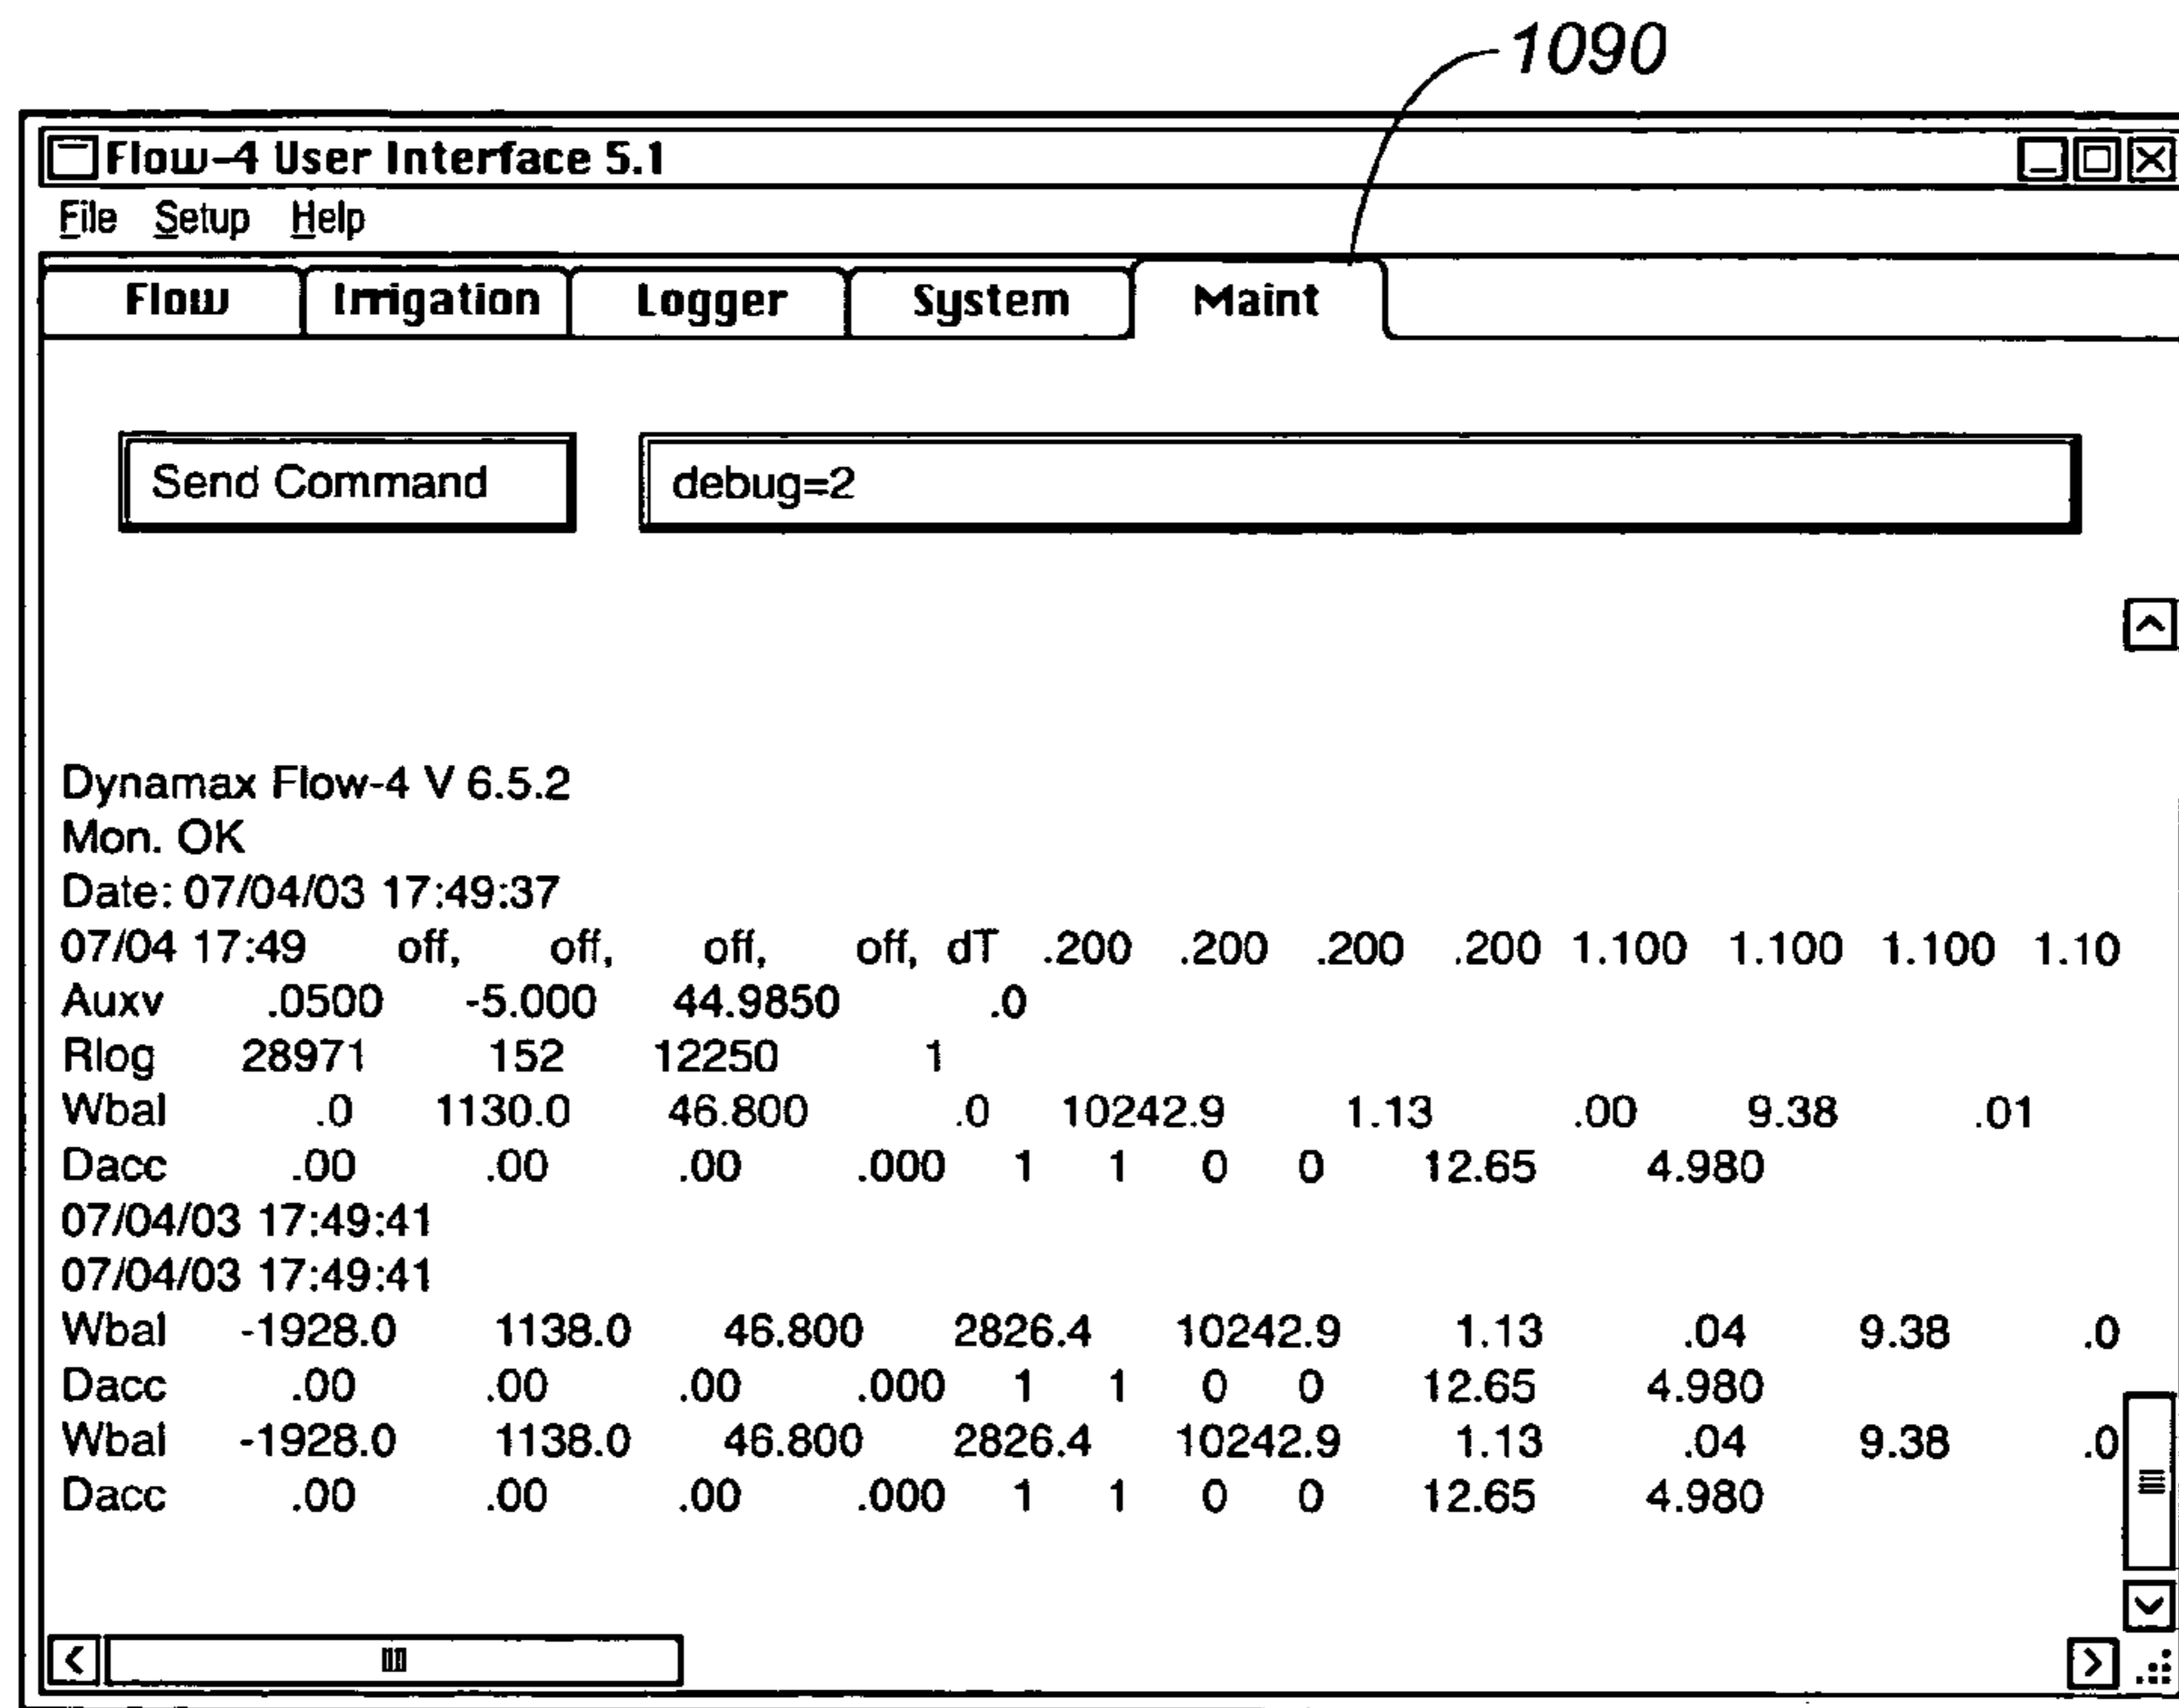 1090
Flow-4 User Interface 5.1
File Setup Help
Flow Irrigation Logger System Maint
Send Command debug=2
Dynamax Flow-4 V 6.5.2
Mon. OK
Date: 07/04/03 17:49:37
07/04 17:49 off, off, off, off, dT .200 .200 .200 .200 1.100 1.100 1.100 1.10
Auxv .0500 -5.000 44.9850 .0
Rlog 28971 152 12250 1
Wbal .0 1130.0 46.800 .0 10242.9 1.13 .00 9.38 .01
Dacc .00 .00 .00 .000 1 1 0 0 12.65 4.980
07/04/03 17:49:41
07/04/03 17:49:41
Wbal -1928.0 1138.0 46.800 2826.4 10242.9 1.13 .04 9.38 .0
Dacc .00 .00 .00 .000 1 1 0 0 12.65 4.980
Wbal -1928.0 1138.0 46.800 2826.4 10242.9 1.13 .04 9.38 .0
Dacc .00 .00 .00 .000 1 1 0 0 12.65 4.980